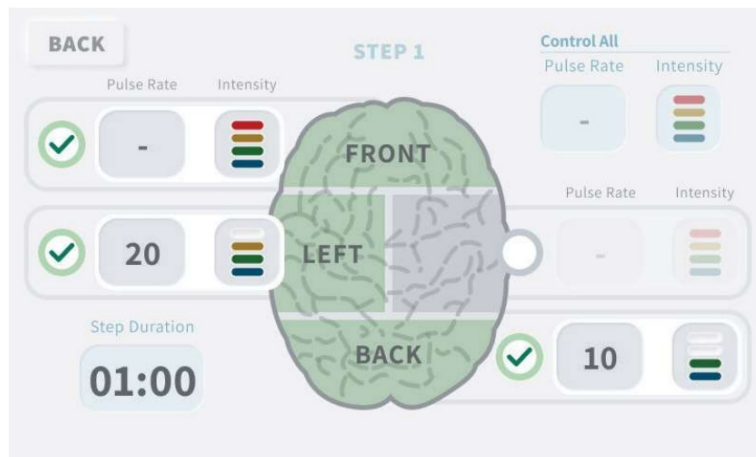 BACK
STEP 1
Control All
Pulse Rate Intensity
-
Pulse Rate Intensity
-
FRONT
Pulse Rate Intensity
-
20
LEFT
Step Duration
01:00
BACK
10